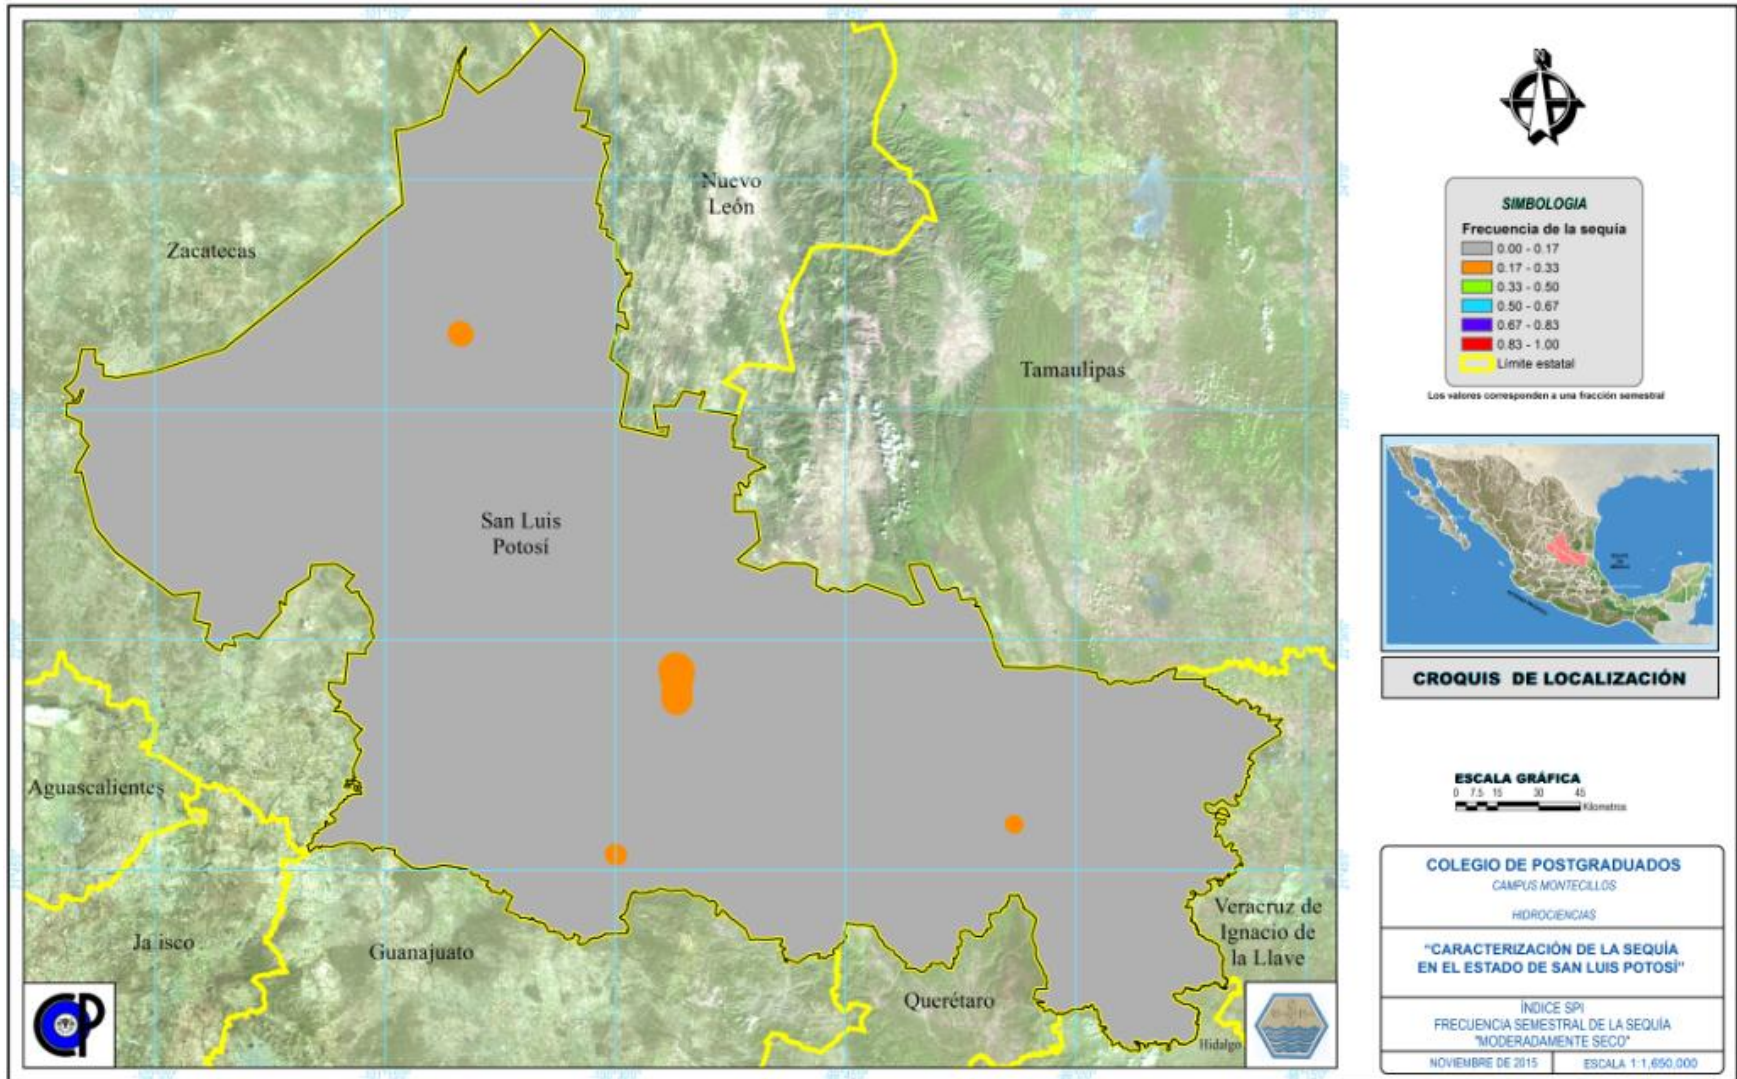 Nuevo
León
Zacatecas
Tamaulipas
San Luis
Potosí
Aguascalientes
Jalisco
Guanajuato
Querétaro
Veracruz de
Ignacio de
la Llave
Hidalgo
N
SIMBOLOGIA
Frecuencia de la sequía
0.00 - 0.17
0.17 - 0.33
0.33 - 0.50
0.50 - 0.67
0.67 - 0.83
0.83 - 1.00
Límite estatal
Los valores corresponden a una fracción semestral
CROQUIS DE LOCALIZACIÓN
ESCALA GRÁFICA
0 7.5 15 30 45
Kilometros
COLEGIO DE POSTGRADUADOS
CAMPUS MONTECILLOS
HIDROCIENCIAS
"CARACTERIZACIÓN DE LA SEQUÍA
EN EL ESTADO DE SAN LUIS POTOSÍ"
ÍNDICE SPI
FRECUENCIA SEMESTRAL DE LA SEQUÍA
"MODERADAMENTE SECO"
NOVIEMBRE DE 2015 ESCALA 1:1,650,000